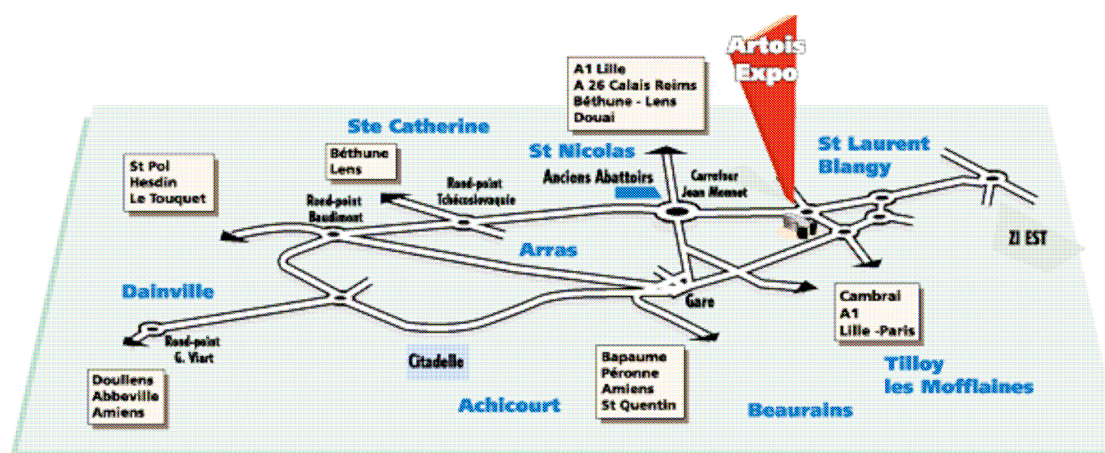 Artois
Expo
A1 Lille
A 26 Calais Reims
Béthune - Lens
Douai
Ste Catherine
St Nicolas
St Laurent
Blangy
Béthune
Lens
St Pol
Hesdin
Le Touquet
Anciens Abattoirs
Carrefour
Jean Monnet
Rond-point
Tchécoslovaquie
Rond-point
Baudimont
Arras
ZI EST
Dainville
Gare
Cambrai
A1
Lille -Paris
Rond-point
G. Viart
Citadelle
Bapaume
Péronne
Amiens
St Quentin
Tilloy
les Mofflaines
Doullens
Abbeville
Amiens
Achicourt
Beaurains